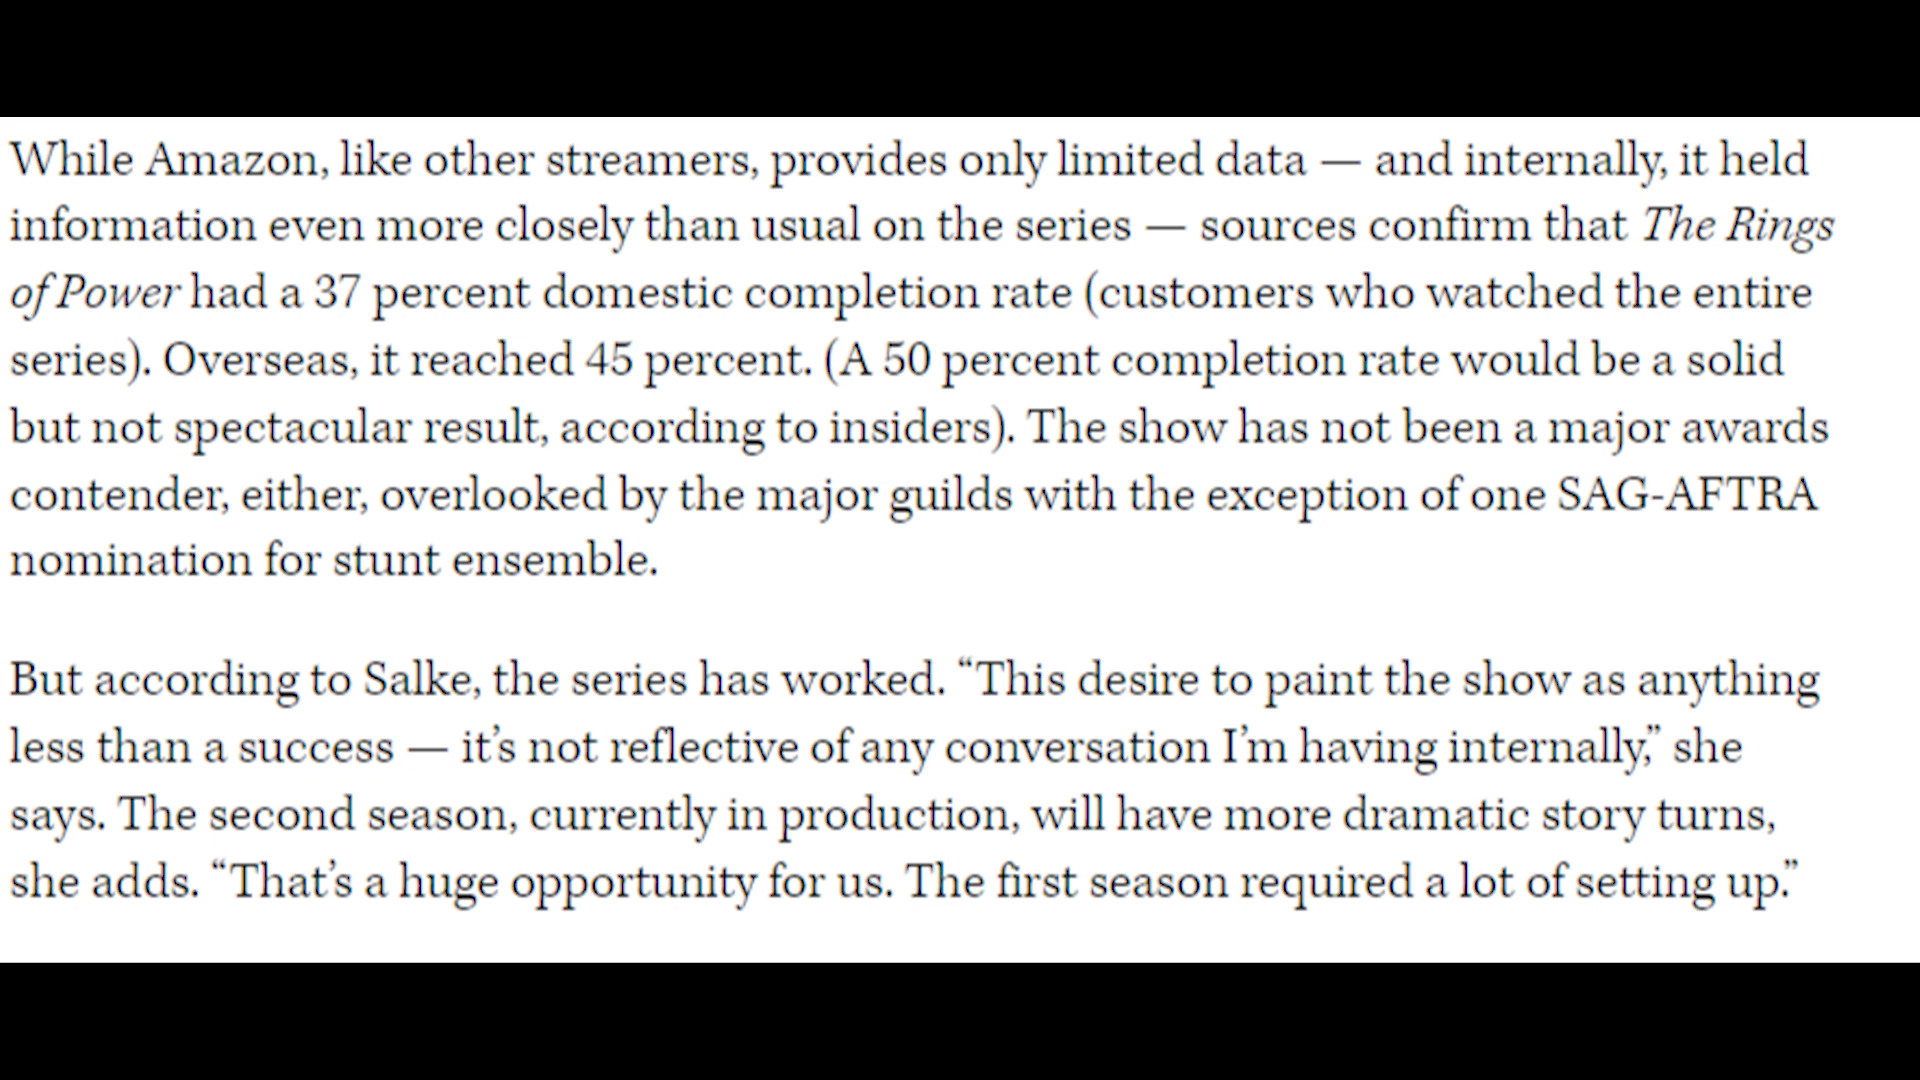 While Amazon, like other streamers, provides only limited data — and internally, it held
information even more closely than usual on the series — sources confirm that The Rings
of Power had a 37 percent domestic completion rate (customers who watched the entire
series). Overseas, it reached 45 percent. (A 50 percent completion rate would be a solid
but not spectacular result, according to insiders). The show has not been a major awards
contender, either, overlooked by the major guilds with the exception of one SAG-AFTRA
nomination for stunt ensemble.
But according to Salke, the series has worked. “This desire to paint the show as anything
less than a success — it’s not reflective of any conversation I’m having internally,” she
says. The second season, currently in production, will have more dramatic story turns,
she adds. “That’s a huge opportunity for us. The first season required a lot of setting up.”